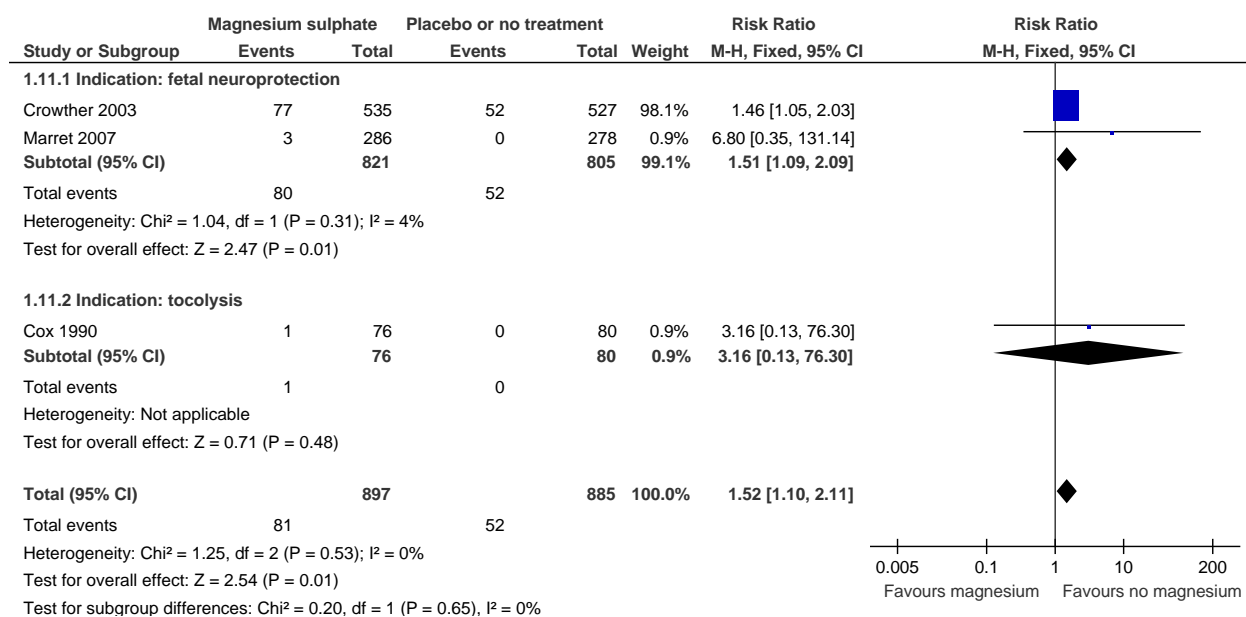 Magnesium sulphate Placebo or no treatment Risk Ratio Risk Ratio
Study or Subgroup Events Total Events Total Weight M-H, Fixed, 95% CI M-H, Fixed, 95% CI
1.11.1 Indication: fetal neuroprotection
Crowther 2003 77 535 52 527 98.1% 1.46 [1.05, 2.03]
Marret 2007 3 286 0 278 0.9% 6.80 [0.35, 131.14]
Subtotal (95% CI) 821 805 99.1% 1.51 [1.09, 2.09]
Total events 80 52
Heterogeneity: Chi² = 1.04, df = 1 (P = 0.31); I² = 4%
Test for overall effect: Z = 2.47 (P = 0.01)
1.11.2 Indication: tocolysis
Cox 1990 1 76 0 80 0.9% 3.16 [0.13, 76.30]
Subtotal (95% CI) 76 80 0.9% 3.16 [0.13, 76.30]
Total events 1 0
Heterogeneity: Not applicable
Test for overall effect: Z = 0.71 (P = 0.48)
Total (95% CI) 897 885 100.0% 1.52 [1.10, 2.11]
Total events 81 52
Heterogeneity: Chi² = 1.25, df = 2 (P = 0.53); I² = 0%
Test for overall effect: Z = 2.54 (P = 0.01)
Test for subgroup differences: Chi² = 0.20, df = 1 (P = 0.65), I² = 0%
0.005 0.1 1 10 200
Favours magnesium Favours no magnesium